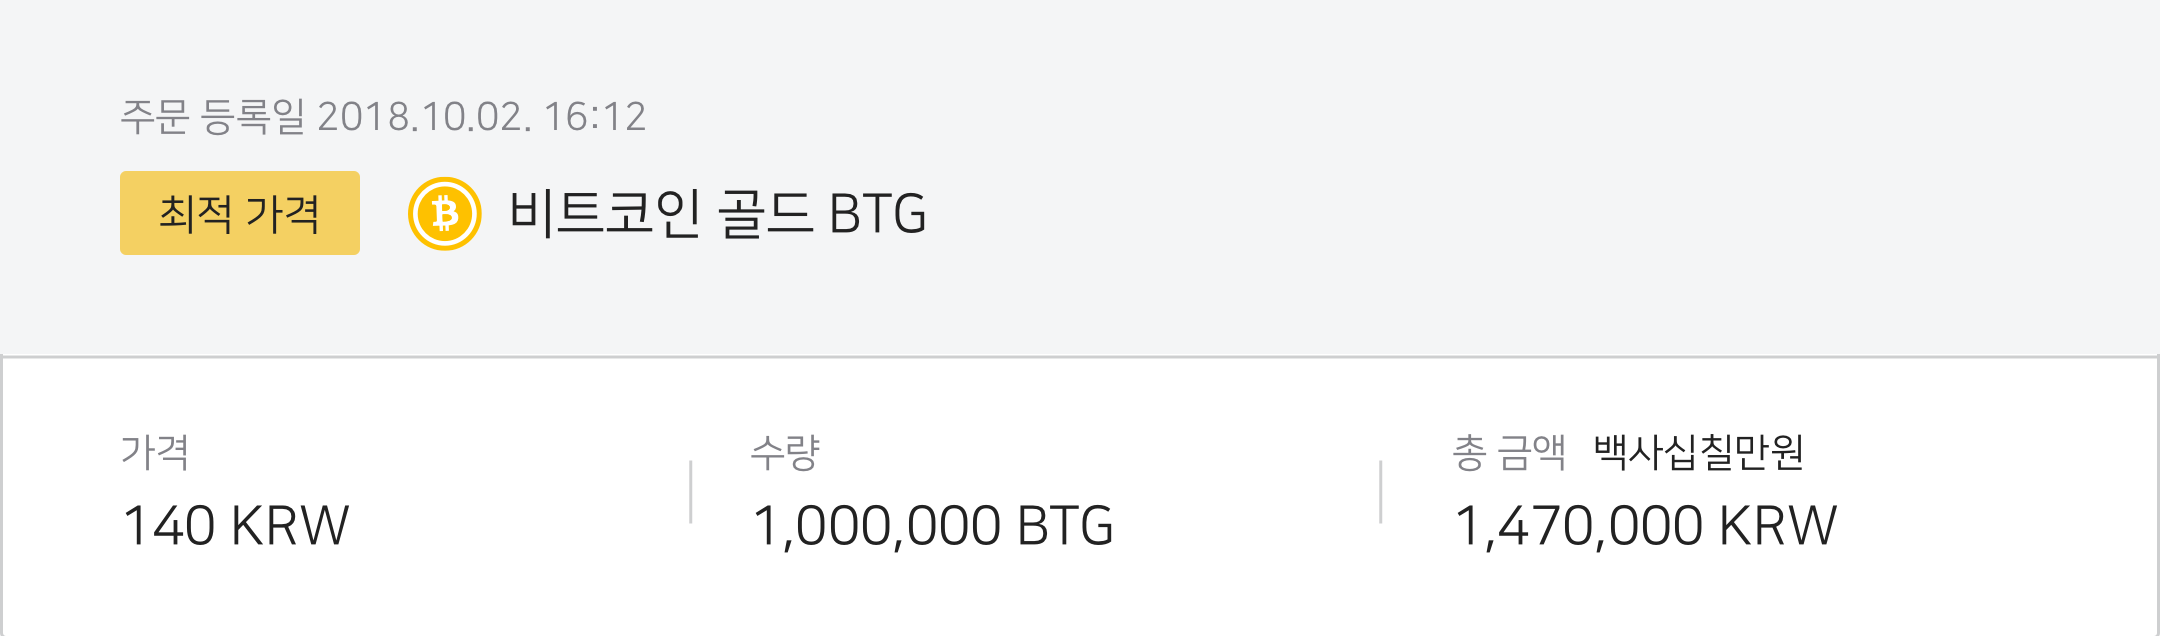 주문 등록일 2018.10.02. 16:12
최적 가격 비트코인 골드 BTG
가격
140 KRW
수량
1,000,000 BTG
총 금액 백사십칠만원
1,470,000 KRW